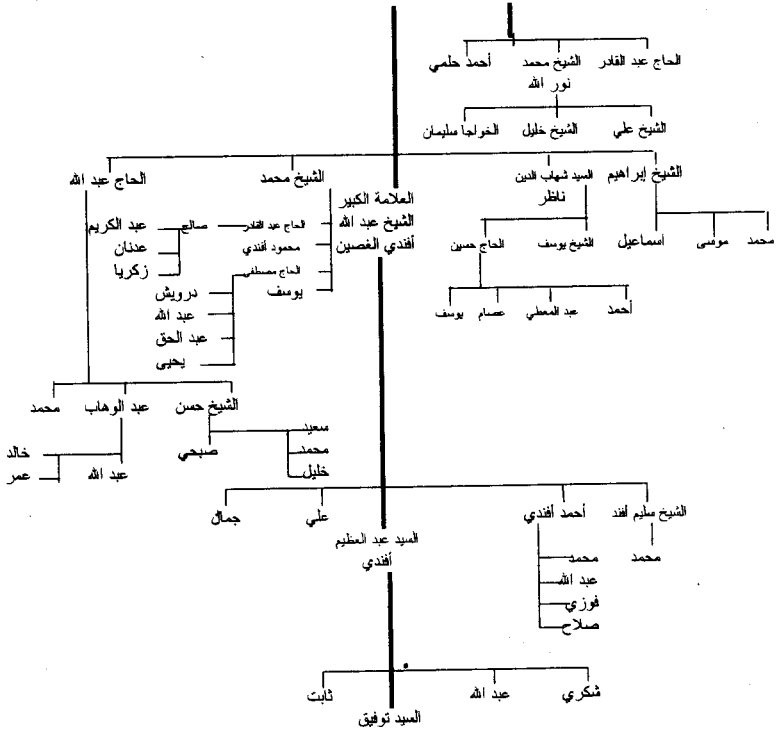 الحاج عبد القادر
الشيخ محمد
نور الله
أحمد حلمي
الشيخ علي
الشيخ خليل
الخواجا سليمان
الشيخ إبراهيم
السيد شهاب الدين
ناظر
الشيخ محمد
الحاج عبد الله
العلامة الكبير
الشيخ عبد الله
أفندي الغصين
محمد
موسى
اسماعيل
الشيخ يوسف
الحاج حسين
أحمد
عبد المعطي
عصام
يوسف
الحاج عبد القادر
محمود أفندي
الحاج مصطفى
يوسف
صالح
عبد الكريم
عدنان
زكريا
درويش
عبد الله
عبد الحق
يحيى
الشيخ حسن
عبد الوهاب
محمد
سعيد
محمد
خليل
صبحي
عبد الله
خالد
عمر
الشيخ سليم أفند
أحمد أفندي
السيد عبد العظيم
أفندي
علي
جمال
محمد
محمد
عبد الله
فوزي
صلاح
شكري
عبد الله
السيد توفيق
ثابت